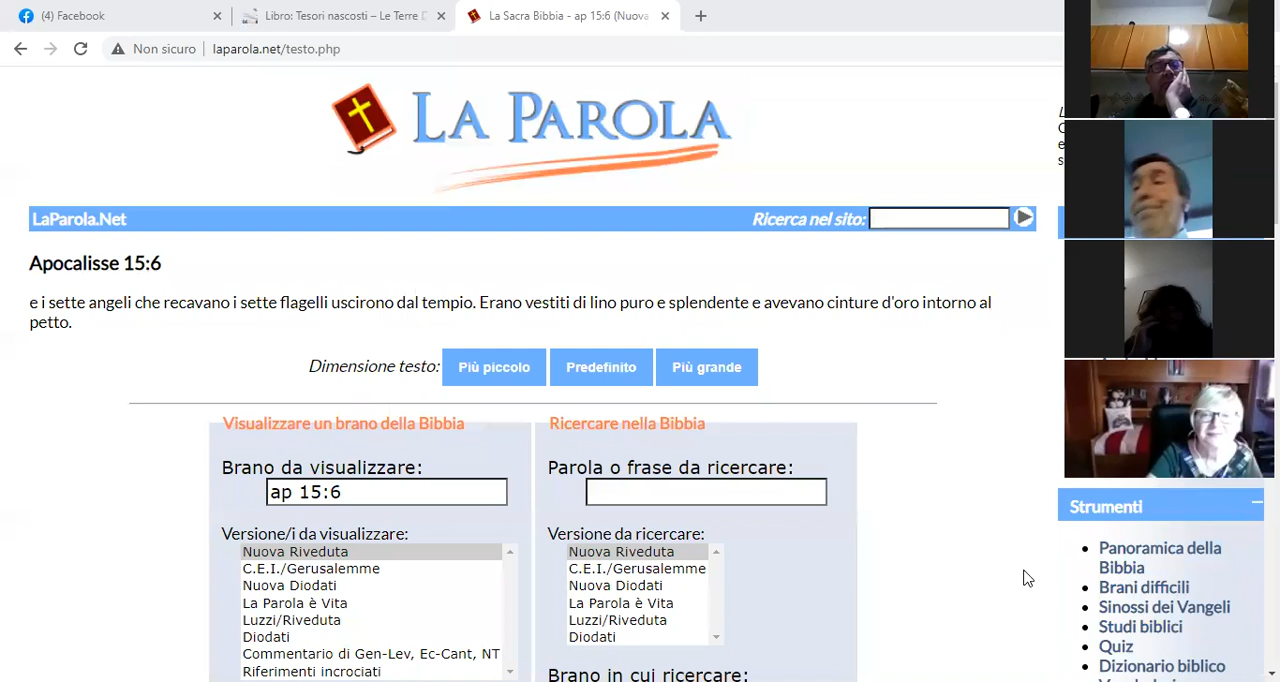 (4) Facebook
Libro: Tesori nascosti – Le Terre D
La Sacra Bibbia - ap 15:6 (Nuova
Non sicuro
laparola.net/testo.php
LA PAROLA
LaParola.Net
Ricerca nel sito:
Apocalisse 15:6
e i sette angeli che recavano i sette flagelli uscirono dal tempio. Erano vestiti di lino puro e splendente e avevano cinture d'oro intorno al
petto.
Dimensione testo:
Più piccolo
Predefinito
Più grande
Visualizzare un brano della Bibbia
Brano da visualizzare:
ap 15:6
Versione/i da visualizzare:
Nuova Riveduta
C.E.I./Gerusalemme
Nuova Diodati
La Parola è Vita
Luzzi/Riveduta
Diodati
Commentario di Gen-Lev, Ec-Cant, NT
Riferimenti incrociati
Ricercare nella Bibbia
Parola o frase da ricercare:
Versione da ricercare:
Nuova Riveduta
C.E.I./Gerusalemme
Nuova Diodati
La Parola è Vita
Luzzi/Riveduta
Diodati
Brano in cui ricercare:
Strumenti
Panoramica della
Bibbia
Brani difficili
Sinossi dei Vangeli
Studi biblici
Quiz
Dizionario biblico